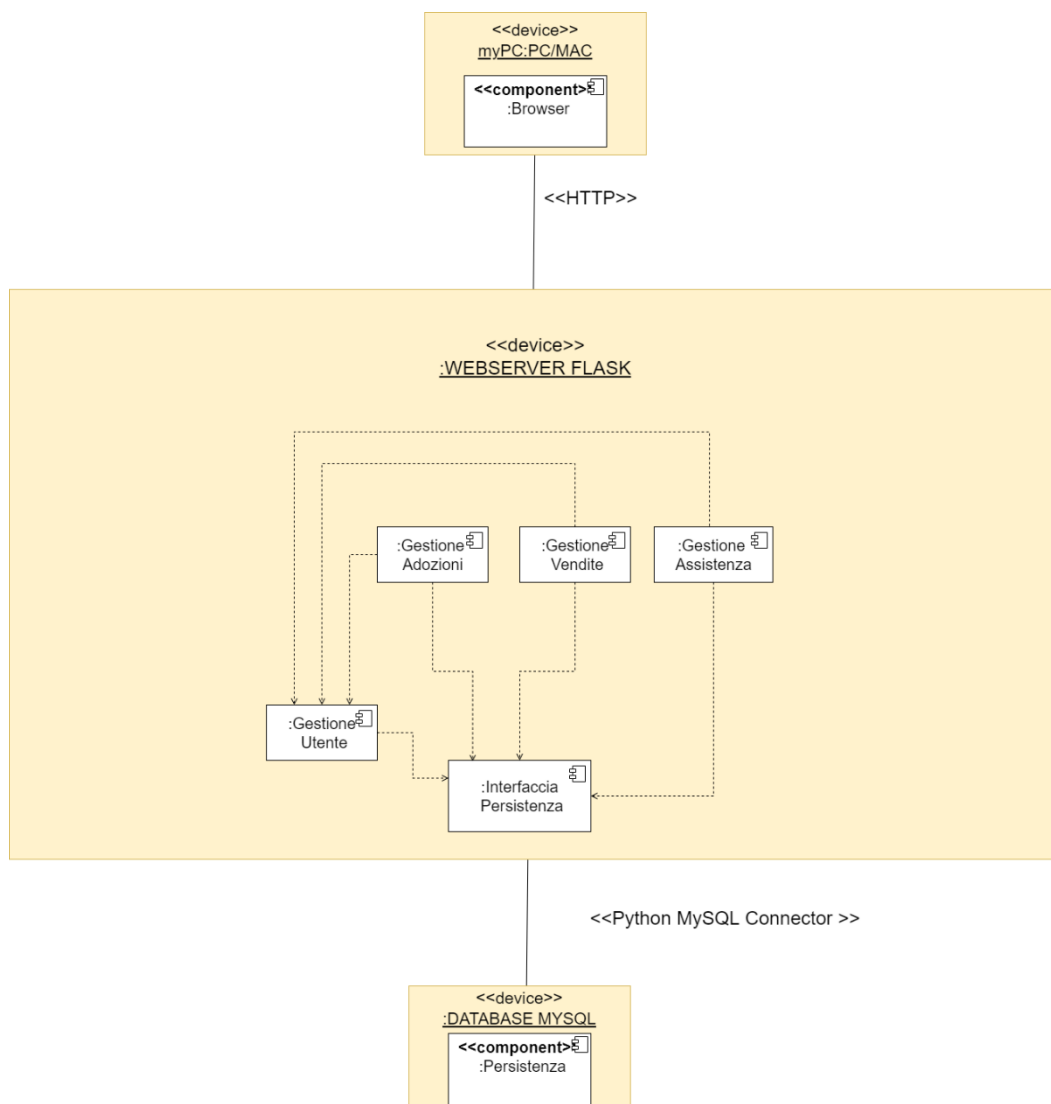 <<device>>
myPC:PC/MAC
<<component>>
:Browser
<<HTTP>>
<<device>>
:WEBSERVER FLASK
:Gestione
Adozioni
:Gestione
Vendite
:Gestione
Assistenza
:Gestione
Utente
:Interfaccia
Persistenza
<<Python MySQL Connector >>
<<device>>
:DATABASE MYSQL
<<component>>
:Persistenza